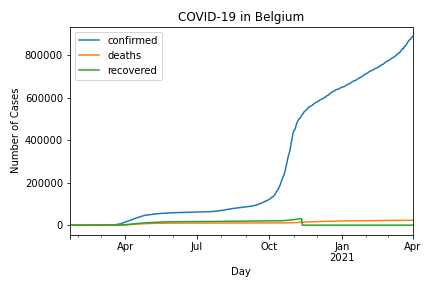 COVID-19 in Belgium
confirmed
deaths
recovered
Number of Cases
800000
600000
400000
200000
0
Apr
Jul
Oct
Jan
2021
Apr
Day